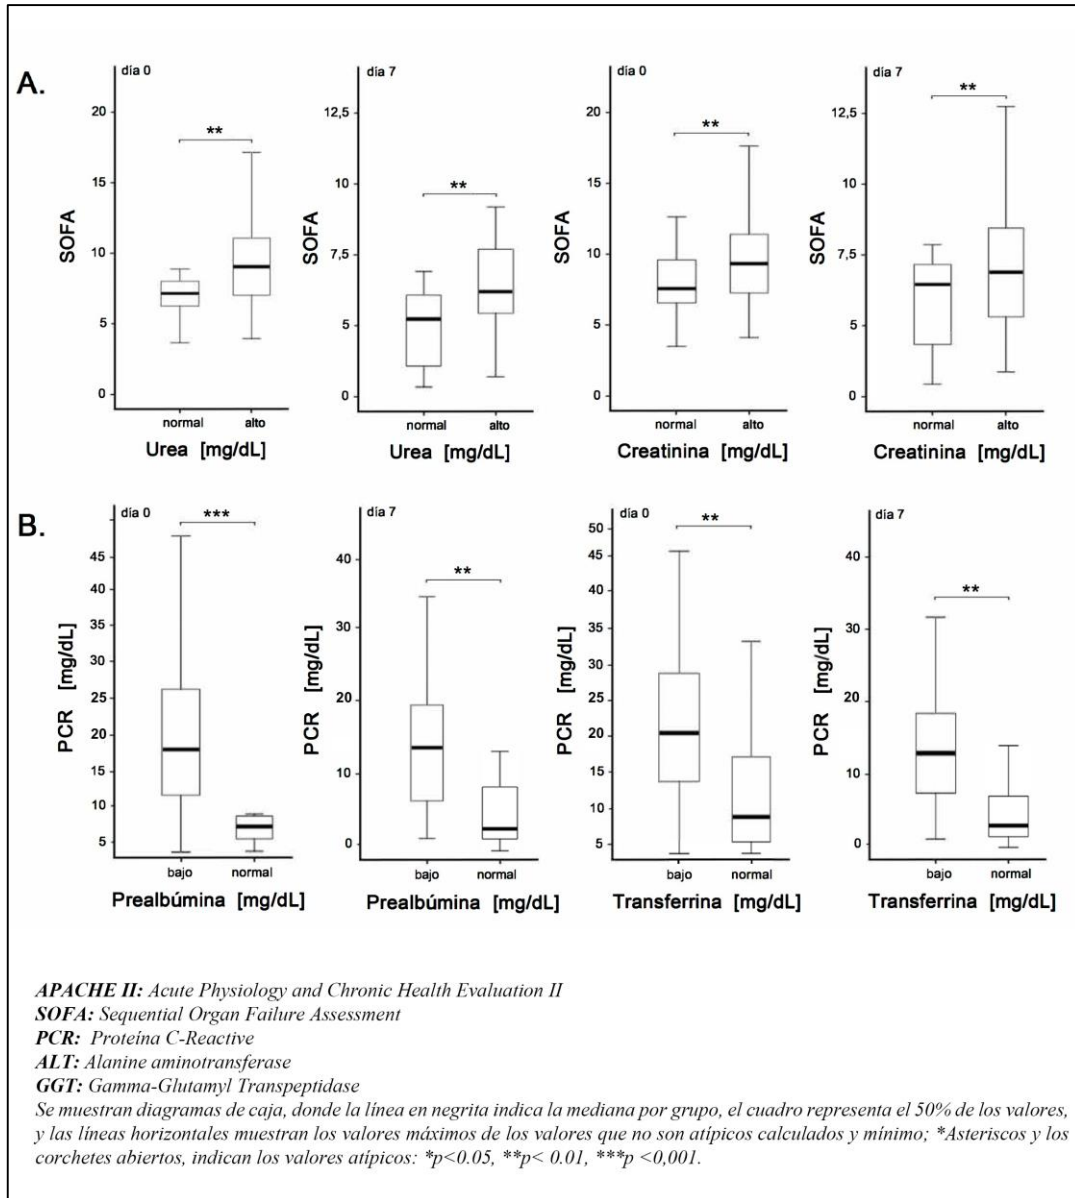 A.
día 0
**
SOFA
20
15
10
5
0
normal alto
Urea [mg/dL]
día 7
**
SOFA
12,5
10
7,5
5
0
normal alto
Urea [mg/dL]
día 0
**
SOFA
20
15
10
5
0
normal alto
Creatinina [mg/dL]
día 7
**
SOFA
12,5
10
7,5
5
0
normal alto
Creatinina [mg/dL]
B.
día 0
***
PCR [mg/dL]
45
40
30
25
20
15
10
5
bajo normal
Prealbúmina [mg/dL]
día 7
**
PCR [mg/dL]
40
30
20
10
0
bajo normal
Prealbúmina [mg/dL]
día 0
**
PCR [mg/dL]
50
45
40
35
30
25
20
15
10
5
bajo normal
Transferrina [mg/dL]
día 7
**
PCR [mg/dL]
40
30
20
10
0
bajo normal
Transferrina [mg/dL]
APACHE II: Acute Physiology and Chronic Health Evaluation II
SOFA: Sequential Organ Failure Assessment
PCR: Proteína C-Reactive
ALT: Alanine aminotransferase
GGT: Gamma-Glutamyl Transpeptidase
Se muestran diagramas de caja, donde la línea en negrita indica la mediana por grupo, el cuadro representa el 50% de los valores,
y las líneas horizontales muestran los valores máximos de los valores que no son atípicos calculados y mínimo; *Asteriscos y los
corchetes abiertos, indican los valores atípicos: *p<0.05, **p< 0.01, ***p <0,001.